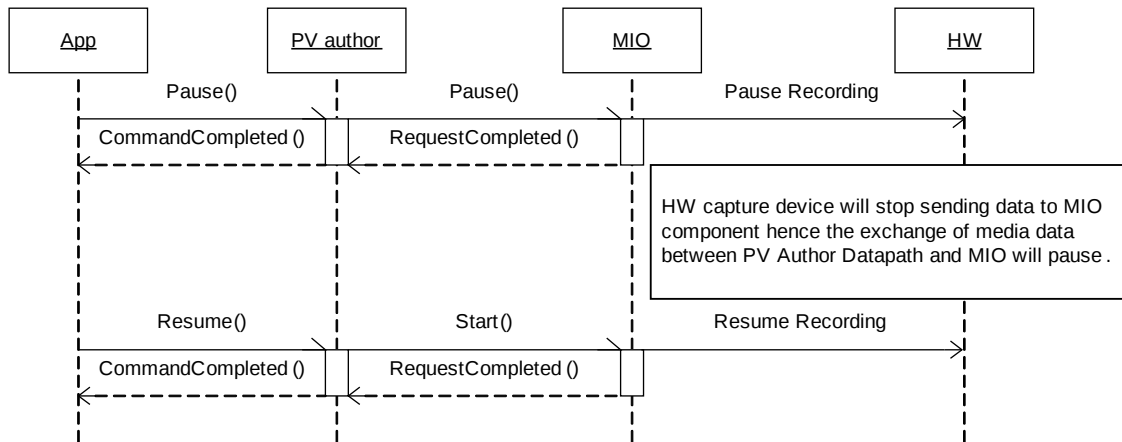 App
PV author
MIO
HW
Pause()
Pause()
Pause Recording
CommandCompleted ()
RequestCompleted ()
HW capture device will stop sending data to MIO
component hence the exchange of media data
between PV Author Datapath and MIO will pause .
Resume()
Start()
Resume Recording
CommandCompleted ()
RequestCompleted ()